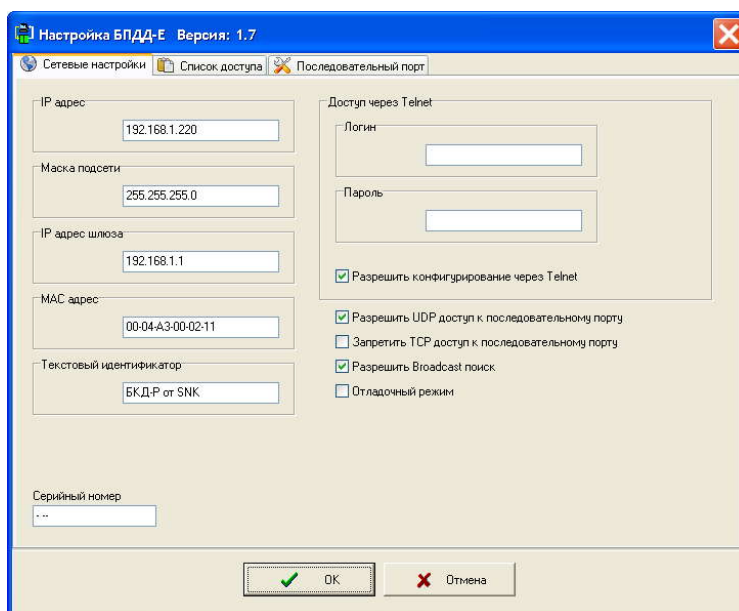 Настройка БПДД-Е Версия: 1.7
Сетевые настройки
Список доступа
Последовательный порт
IP адрес
192.168.1.220
Маска подсети
255.255.255.0
IP адрес шлюза
192.168.1.1
MAC адрес
00-04-A3-00-02-11
Текстовый идентификатор
БКД-Р от SNK
Серийный номер
- --
Доступ через Telnet
Логин
Пароль
Разрешить конфигурирование через Telnet
Разрешить UDP доступ к последовательному порту
Запретить TCP доступ к последовательному порту
Разрешить Broadcast поиск
Отладочный режим
OK
Отмена